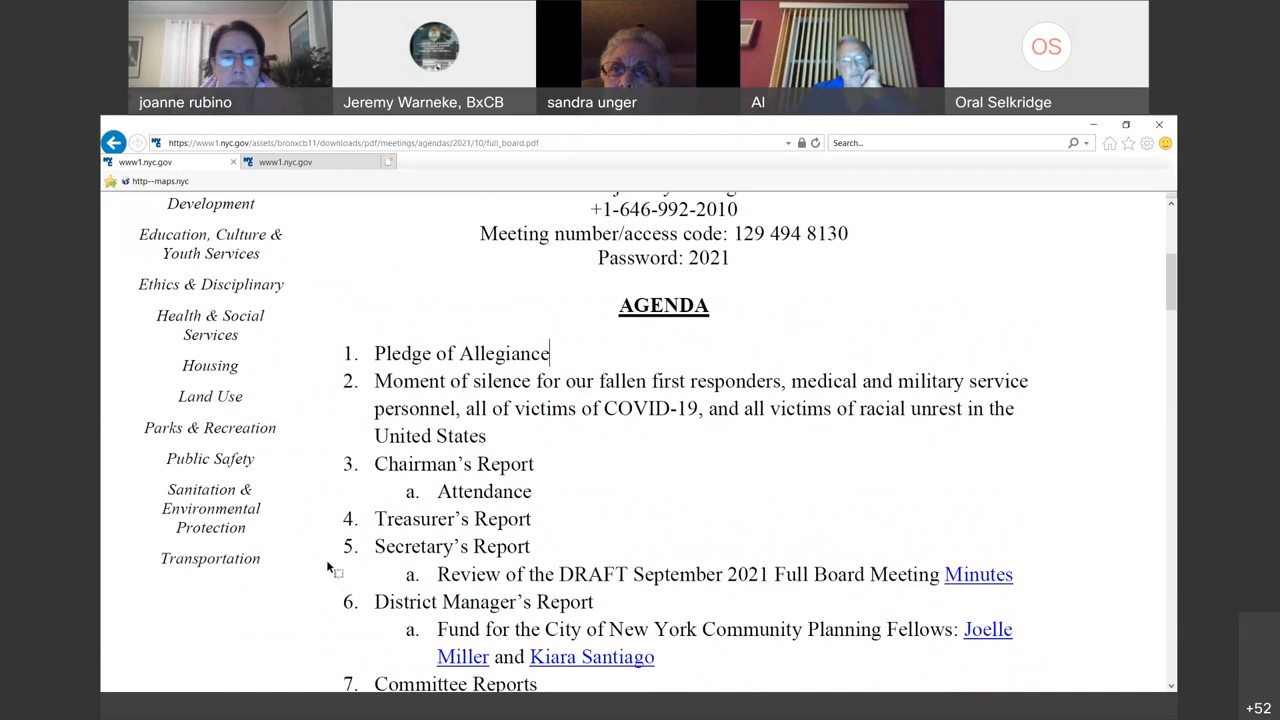 joanne rubino
Jeremy Warneke, BxCB
sandra unger
Al
OS
Oral Selkridge
https://www1.nyc.gov/assets/bronxcb11/downloads/pdf/meetings/agendas/2021/10/full_board.pdf
Search...
www1.nyc.gov
www1.nyc.gov
http--maps.nyc
Development
Education, Culture &
Youth Services
Ethics & Disciplinary
Health & Social
Services
Housing
Land Use
Parks & Recreation
Public Safety
Sanitation &
Environmental
Protection
Transportation
+1-646-992-2010
Meeting number/access code: 129 494 8130
Password: 2021
AGENDA
1. Pledge of Allegiance
2. Moment of silence for our fallen first responders, medical and military service
personnel, all of victims of COVID-19, and all victims of racial unrest in the
United States
3. Chairman's Report
a. Attendance
4. Treasurer's Report
5. Secretary's Report
a. Review of the DRAFT September 2021 Full Board Meeting Minutes
6. District Manager's Report
a. Fund for the City of New York Community Planning Fellows: Joelle
Miller and Kiara Santiago
7. Committee Reports
+52